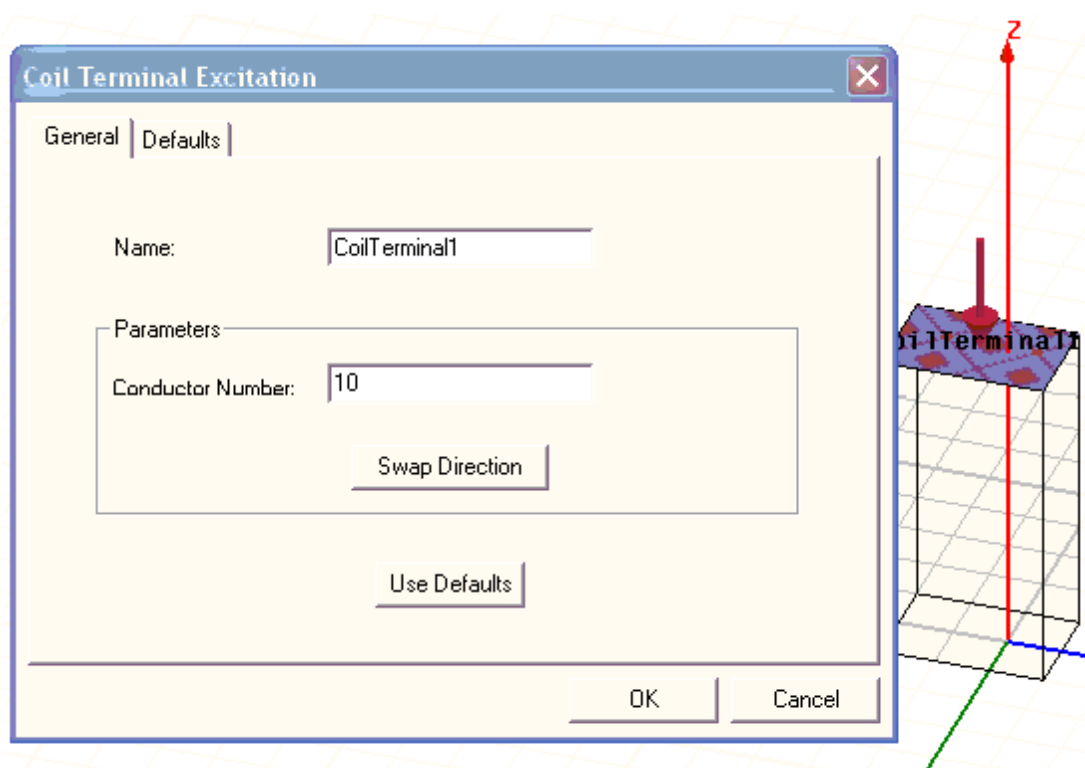 Coil Terminal Excitation
General
Defaults
Name:
CoilTerminal1
Parameters
Conductor Number:
10
Swap Direction
Use Defaults
OK
Cancel
Z